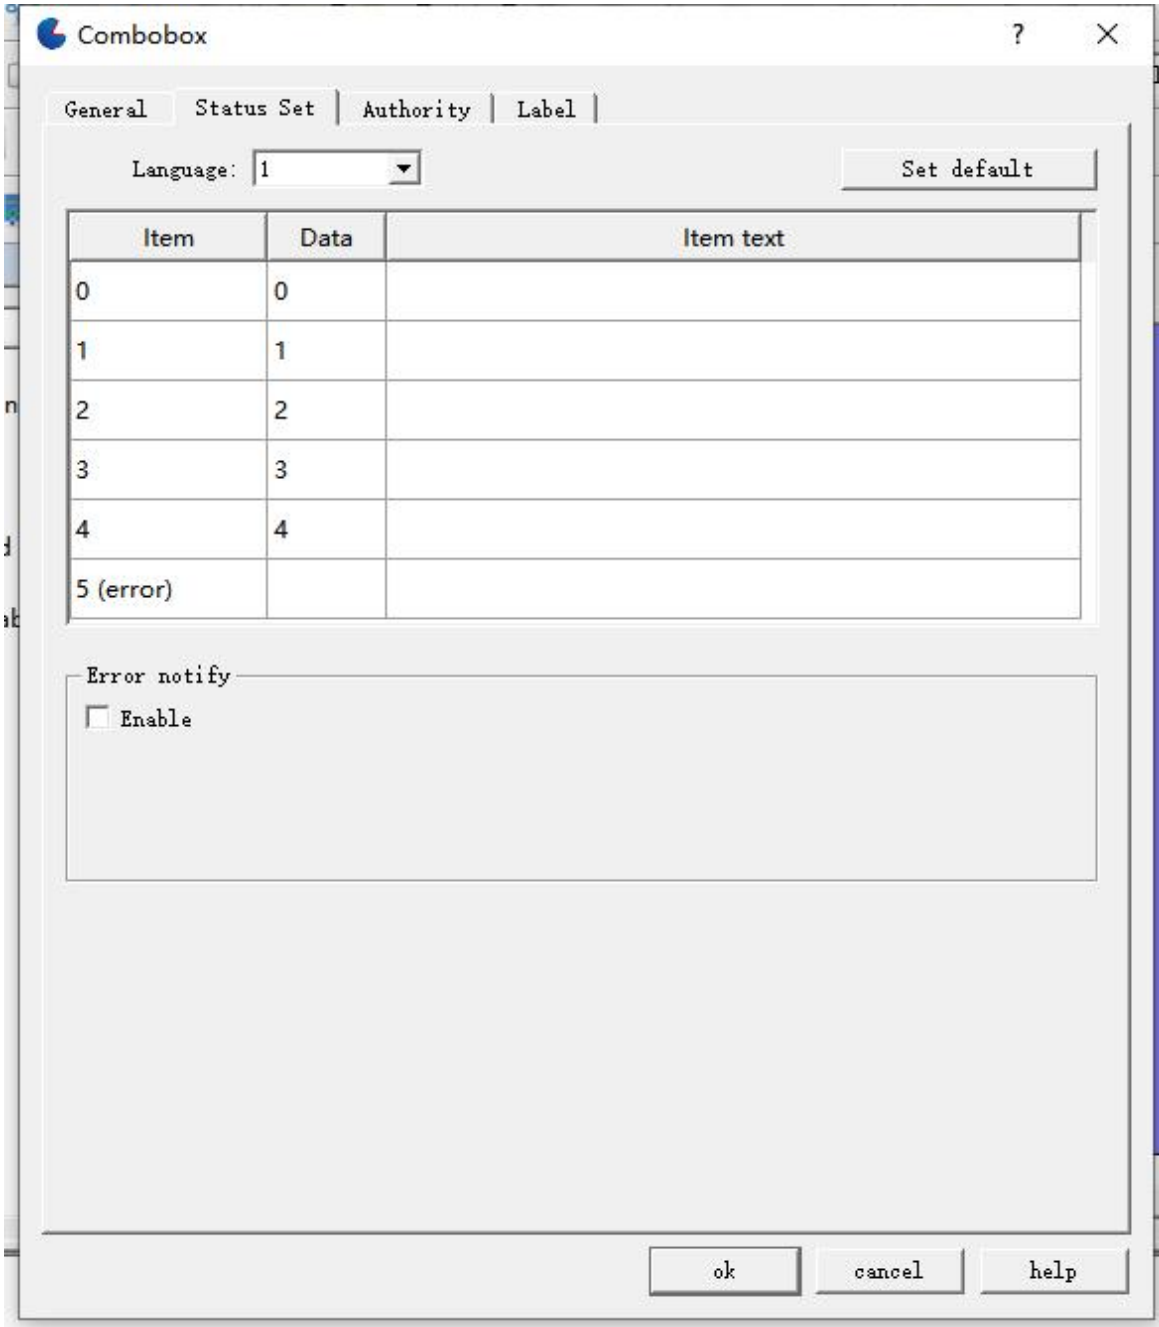 Combobox
?
General Status Set Authority Label
Language: 1 Set default
Item Data Item text
0 0
1 1
2 2
3 3
4 4
5 (error)
Error notify
Enable
ok cancel help